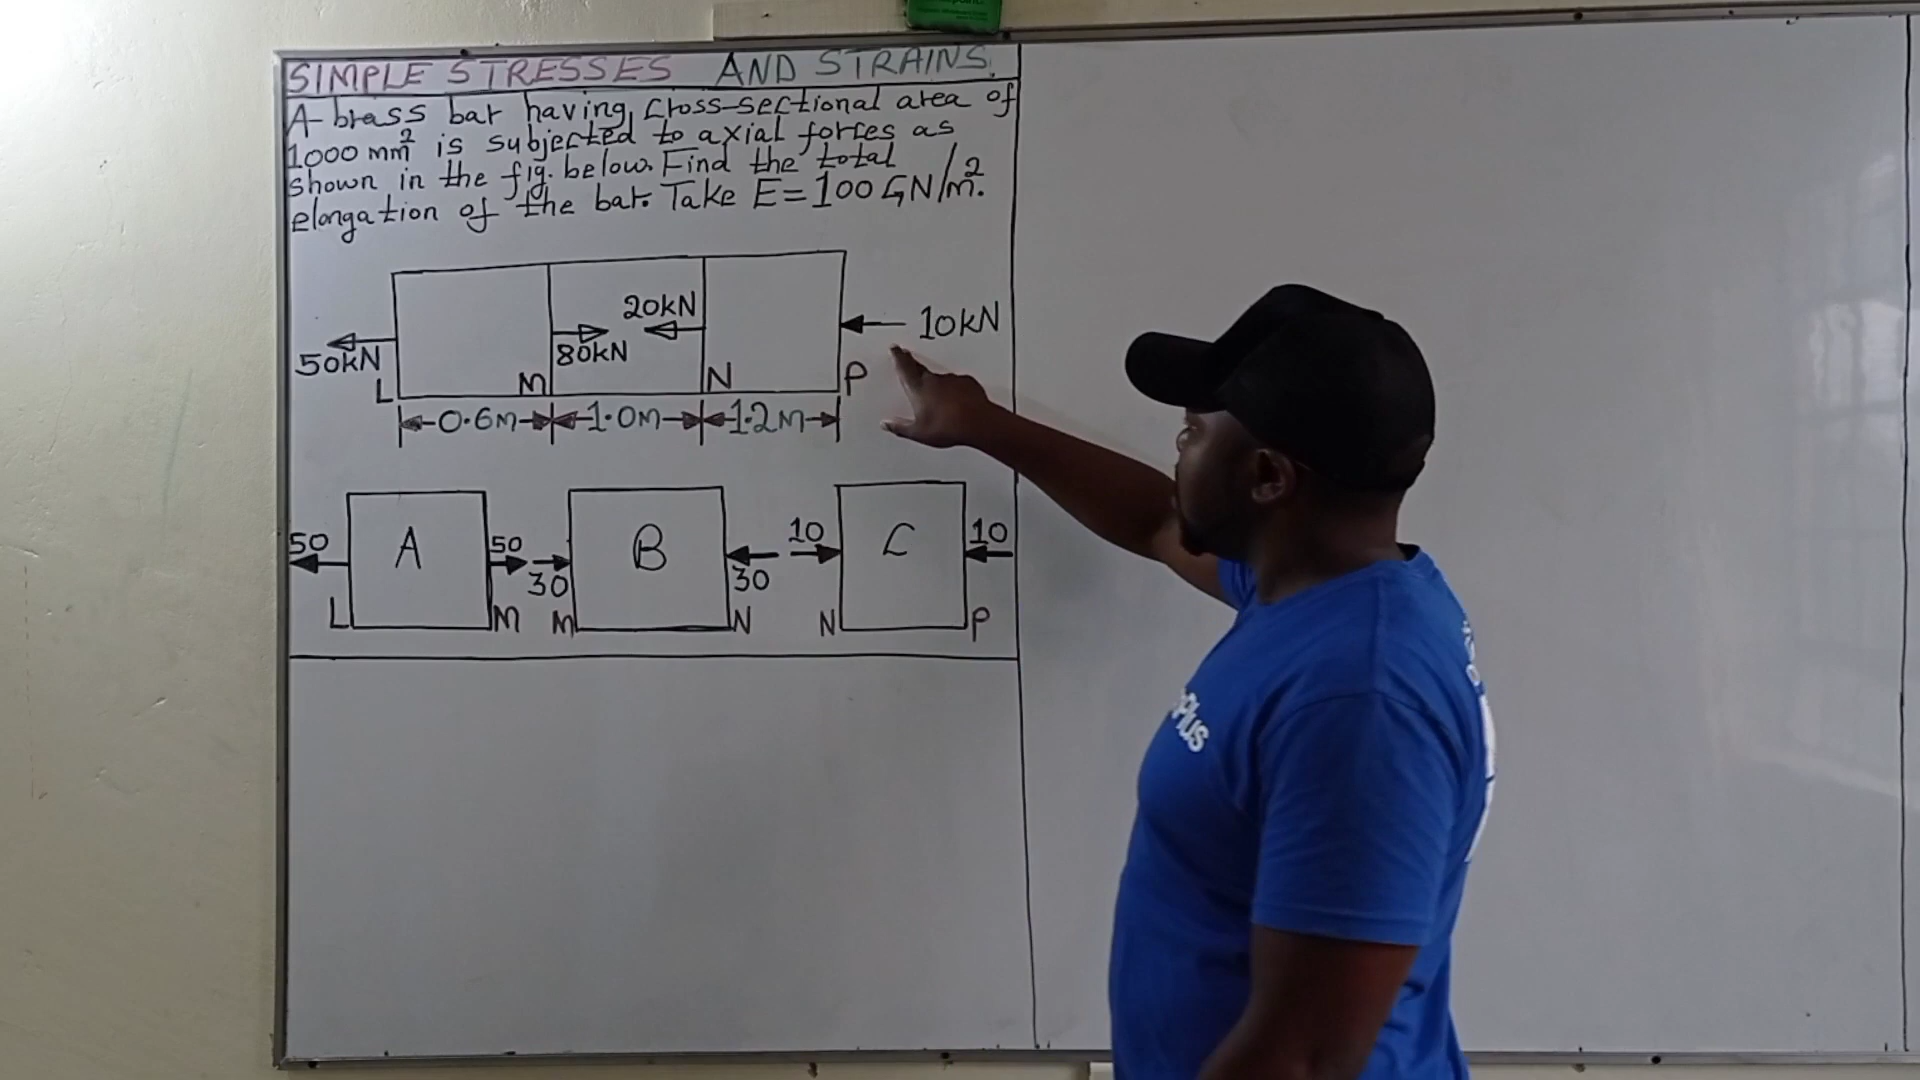 SIMPLE STRESSES AND STRAINS.
A brass bar having cross-sectional area of
1000 mm² is subjected to axial forces as
shown in the fig. below. Find the total
elongation of the bar. Take E=100 GN/m².
20kN
10kN
50kN
80kN
L M N P
0.6m 1.0m 1.2m
50 A 50
30 B 30
10 C 10
L M M N N P
Plus